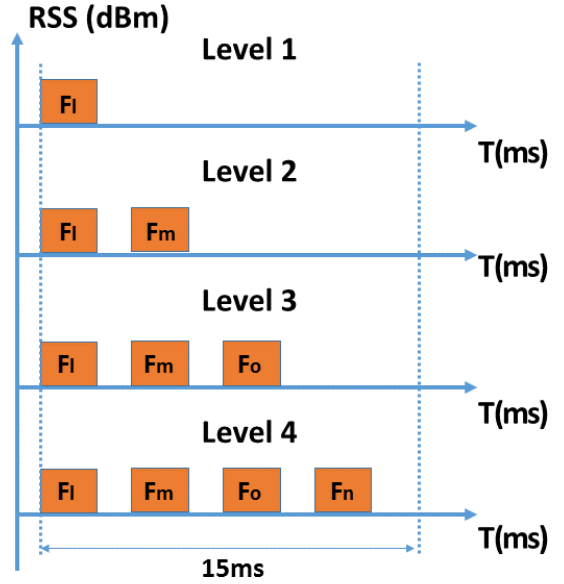 RSS (dBm)
Level 1
Fl
T(ms)
Level 2
Fl Fm
T(ms)
Level 3
Fl Fm Fo
T(ms)
Level 4
Fl Fm Fo Fn
T(ms)
15ms